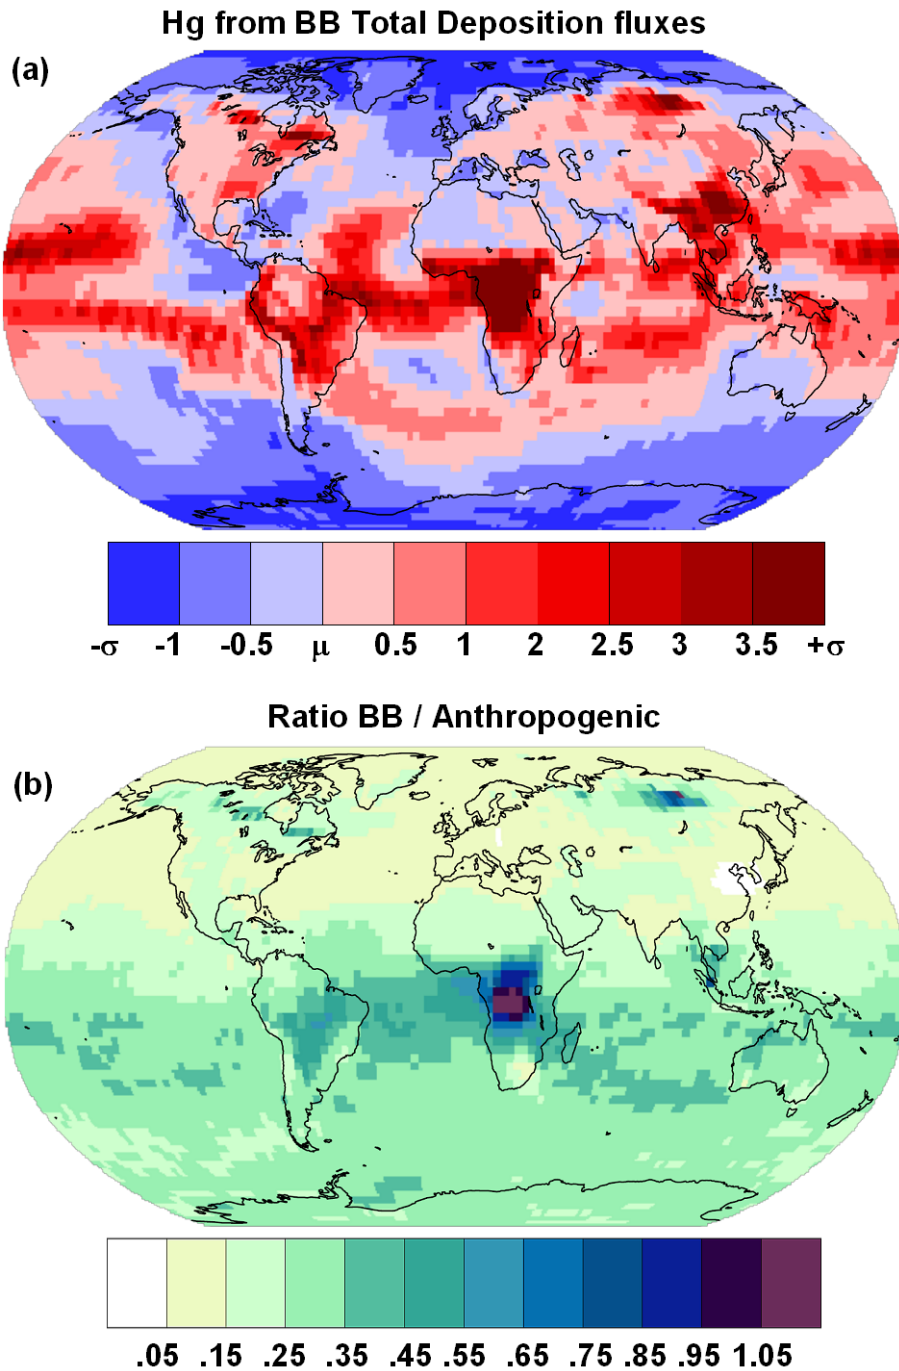 Hg from BB Total Deposition fluxes
(a)
-σ -1 -0.5 μ 0.5 1 2 2.5 3 3.5 +σ
Ratio BB / Anthropogenic
(b)
.05 .15 .25 .35 .45 .55 .65 .75 .85 .95 1.05